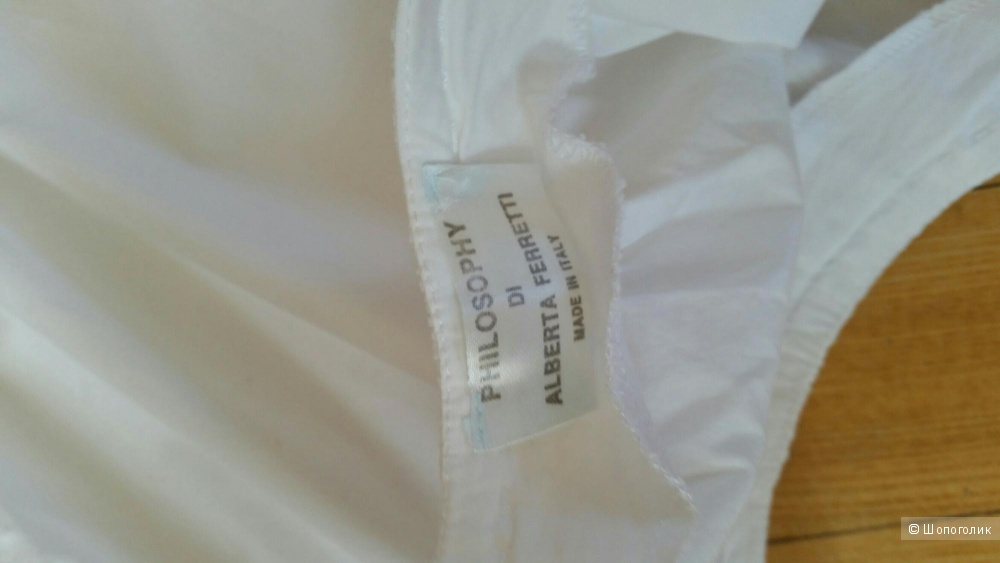 PHILOSOPHY
DI
ALBERTA FERRETTI
MADE IN ITALY
© Шопоголик